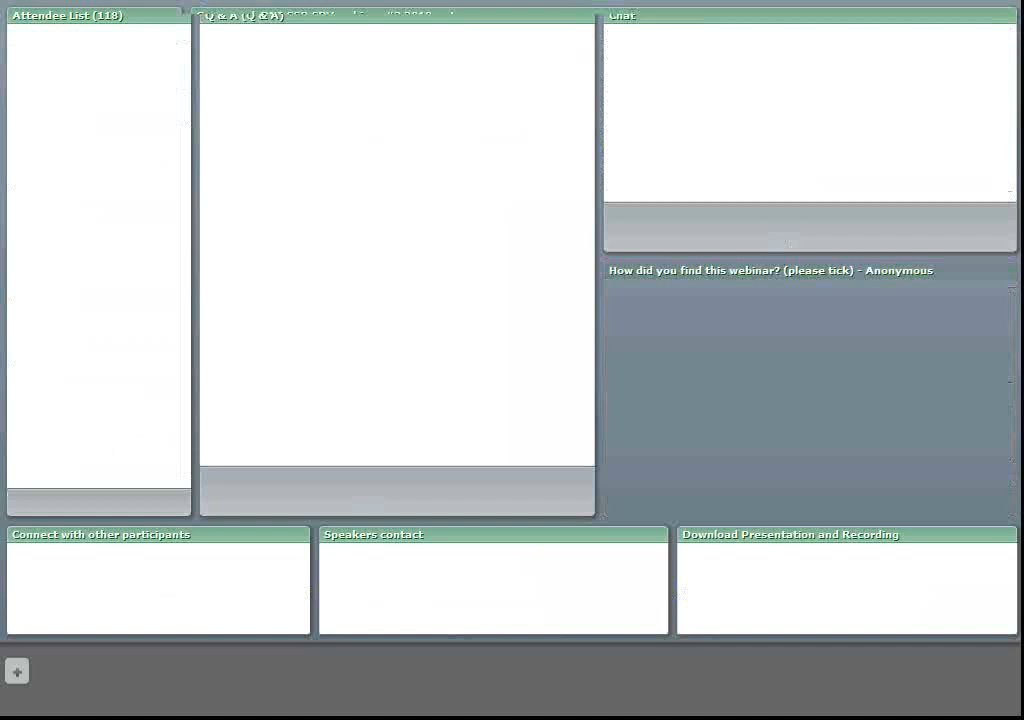 Attendee List (118)
Q & A (Q & A)
Chat
How did you find this webinar? (please tick) - Anonymous
Connect with other participants
Speakers contact
Download Presentation and Recording